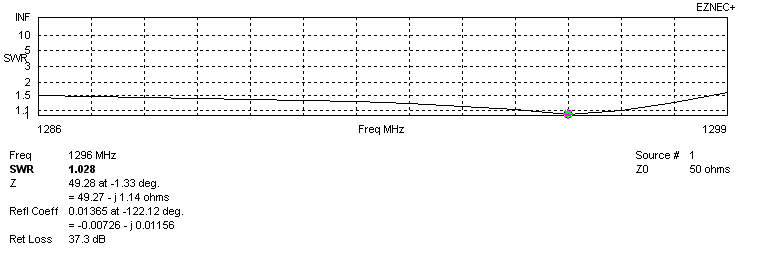 EZNEC+
INF
10
5
SWR
3
2
1.5
1.1
1286 Freq MHz 1299
Freq 1296 MHz Source # 1
SWR 1.028 Z0 50 ohms
Z 49.28 at -1.33 deg.
= 49.27 - j 1.14 ohms
Refl Coeff 0.01365 at -122.12 deg.
= -0.00726 - j 0.01156
Ret Loss 37.3 dB